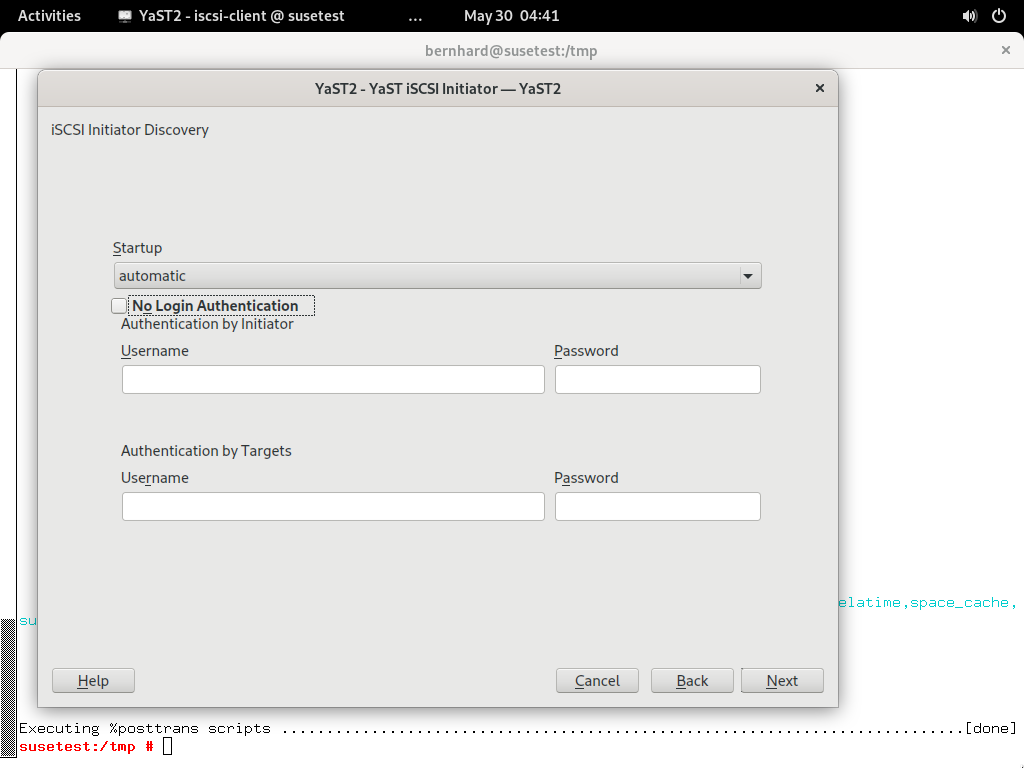 Activities YaST2 - iscsi-client @ susetest ... May 30 04:41
bernhard@susetest:/tmp
YaST2 - YaST iSCSI Initiator — YaST2
iSCSI Initiator Discovery
Startup
automatic
No Login Authentication
Authentication by Initiator
Username Password
Authentication by Targets
Username Password
elatime,space_cache,
su
Help Cancel Back Next
Executing %posttrans scripts ............................................................................[done]
susetest:/tmp #